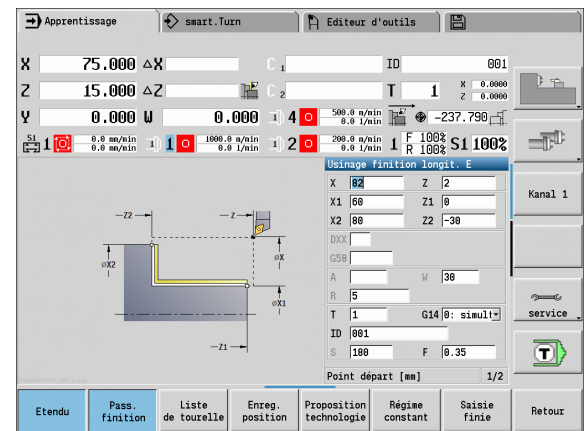 Apprentissage smart.Turn Editeur d'outils
X 75.000 △X C 1 ID 001
Z 15.000 △Z C 2 T 1 X 0.0000 Z 0.0000
Y 0.000 W 0.000 4 500.0 m/min 0.0 1/min -237.790
S1 1 0.0 mm/min 0.0 mm/min 1 1000.0 m/min 0.0 1/min 2 200.0 m/min 0.0 1/min 1 F 100% R 100% S1 100%
Usinage finition longit. E
X 82 Z 2
X1 60 Z1 0
X2 80 Z2 -30
DXX
G58
A W 30
R 5
T 1 G14 0: simult
ID 001
S 180 F 0.35
Point départ [mm] 1/2
Z2
Z
øX2
øX
øX1
Z1
Kanal 1
service
T
Etendu
Pass. finition
Liste de tourelle
Enreg. position
Proposition technologie
Régime constant
Saisie finie
Retour